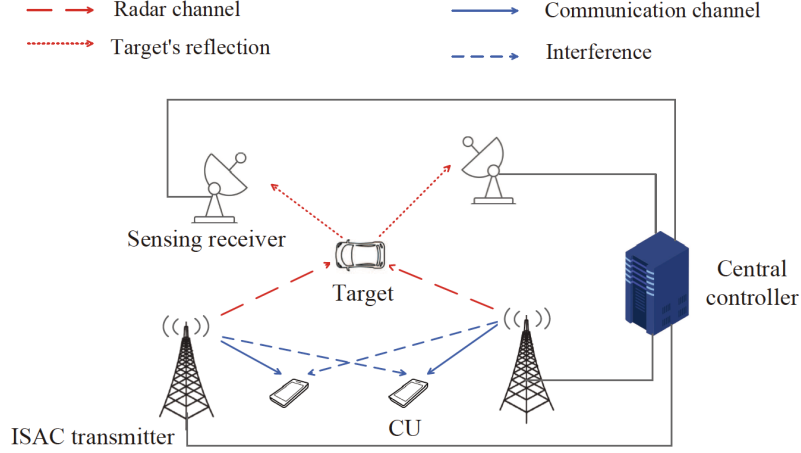 Radar channel
Communication channel
Target's reflection
Interference
Sensing receiver
Target
Central
controller
ISAC transmitter
CU